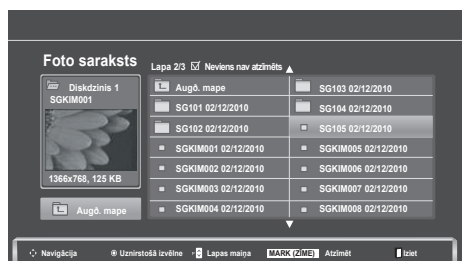 Foto saraksts
Lapa 2/3 ☑ Neviens nav atzīmēts
Diskdzinis 1
SGKIM001
1366x768, 125 KB
Augō. mape
Augō. mape
SG101 02/12/2010
SG102 02/12/2010
SGKIM001 02/12/2010
SGKIM002 02/12/2010
SGKIM003 02/12/2010
SGKIM004 02/12/2010
SG103 02/12/2010
SG104 02/12/2010
SG105 02/12/2010
SGKIM005 02/12/2010
SGKIM006 02/12/2010
SGKIM007 02/12/2010
SGKIM008 02/12/2010
Navigācija Uznirstošā izvēlne Lapas maiņa MARK (ZĪME) Atzīmēt Iziet